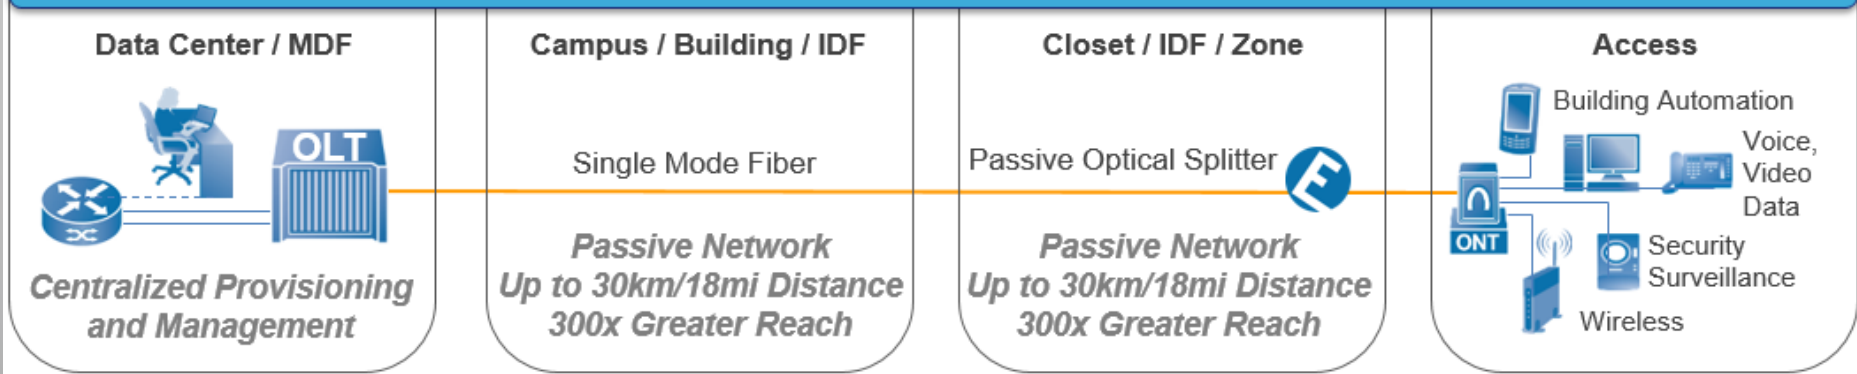 Data Center / MDF
OLT
Centralized Provisioning
and Management
Campus / Building / IDF
Single Mode Fiber
Passive Network
Up to 30km/18mi Distance
300x Greater Reach
Closet / IDF / Zone
Passive Optical Splitter
Passive Network
Up to 30km/18mi Distance
300x Greater Reach
Access
Building Automation
Voice,
Video
Data
ONT
Security
Surveillance
Wireless